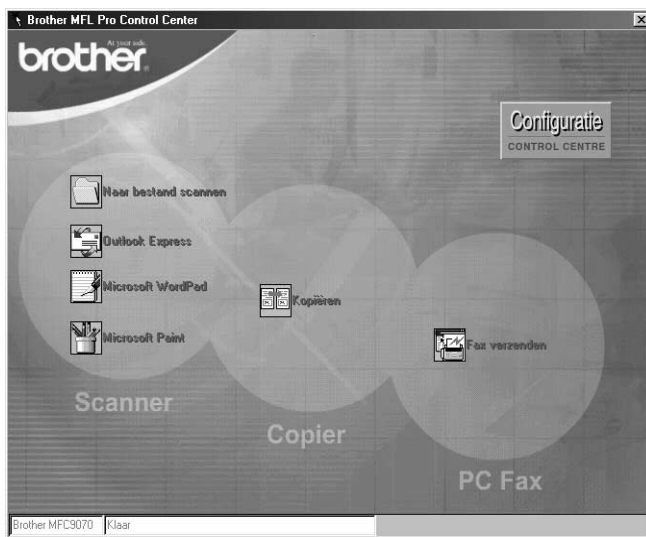 Brother MFL Pro Control Center
At your side.
brother
Configuratie
CONTROL CENTRE
Naar bestand scannen
Outlook Express
Microsoft WordPad
Microsoft Paint
Scanner
Kopiëren
Copier
Fax verzenden
PC Fax
Brother MFC9070 Klaar